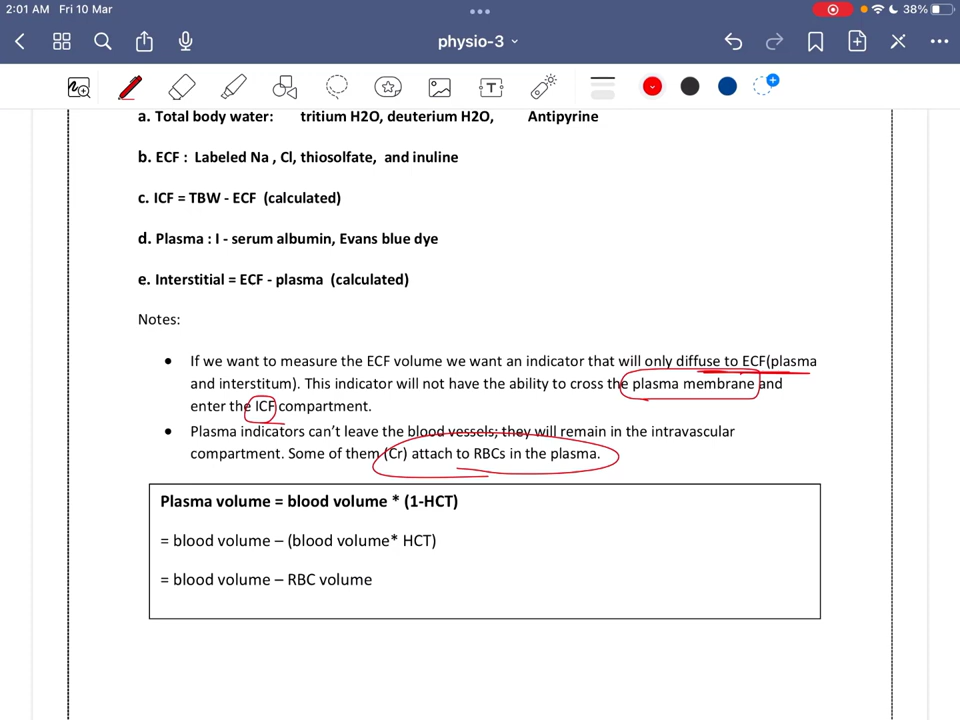 2:01 AM Fri 10 Mar
38%
physio-3
T
a. Total body water: tritium H2O, deuterium H2O, Antipyrine
b. ECF : Labeled Na , Cl, thiosolfate, and inuline
c. ICF = TBW - ECF (calculated)
d. Plasma : I - serum albumin, Evans blue dye
e. Interstitial = ECF - plasma (calculated)
Notes:
• If we want to measure the ECF volume we want an indicator that will only diffuse to ECF(plasma
and interstitum). This indicator will not have the ability to cross the plasma membrane and
enter the ICF compartment.
• Plasma indicators can't leave the blood vessels; they will remain in the intravascular
compartment. Some of them (Cr) attach to RBCs in the plasma.
Plasma volume = blood volume * (1-HCT)
= blood volume – (blood volume* HCT)
= blood volume – RBC volume